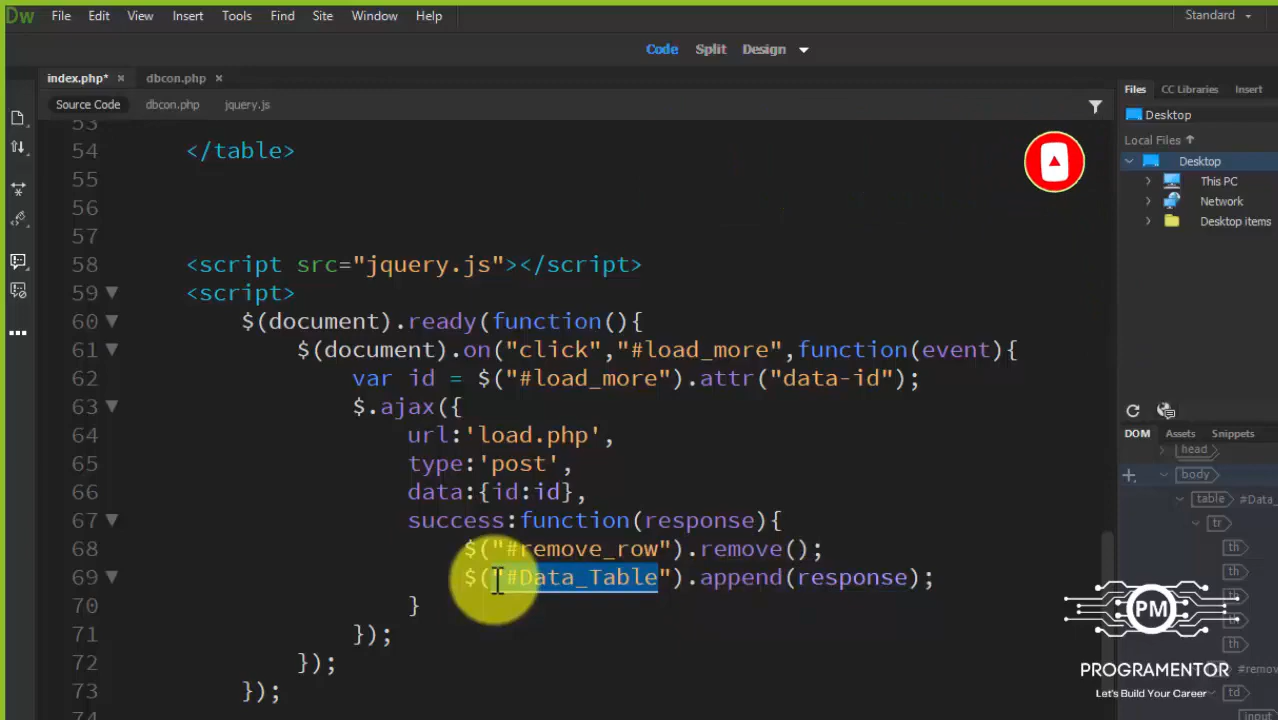 Dw File Edit View Insert Tools Find Site Window Help Standard
Code Split Design
index.php* × dbcon.php × Files CC Libraries Insert
Source Code dbcon.php jquery.js
Desktop
Local Files
Desktop
This PC
Network
Desktop items
53
54 </table>
55
56
57
58 <script src="jquery.js"></script>
59 <script>
60 $(document).ready(function(){
61 $(document).on("click","#load_more",function(event){
62 var id = $("#load_more").attr("data-id");
63 $.ajax({
64 url:'load.php',
65 type:'post',
66 data:{id:id},
67 success:function(response){
68 $("#remove_row").remove();
69 $("#Data_Table").append(response);
70 }
71 });
72 });
73 });
74
DOM Assets Snippets
head
body
table #Data_
tr
th
th
th
th
th
#remov
td
input
PM
PROGRAMENTOR
Let's Build Your Career